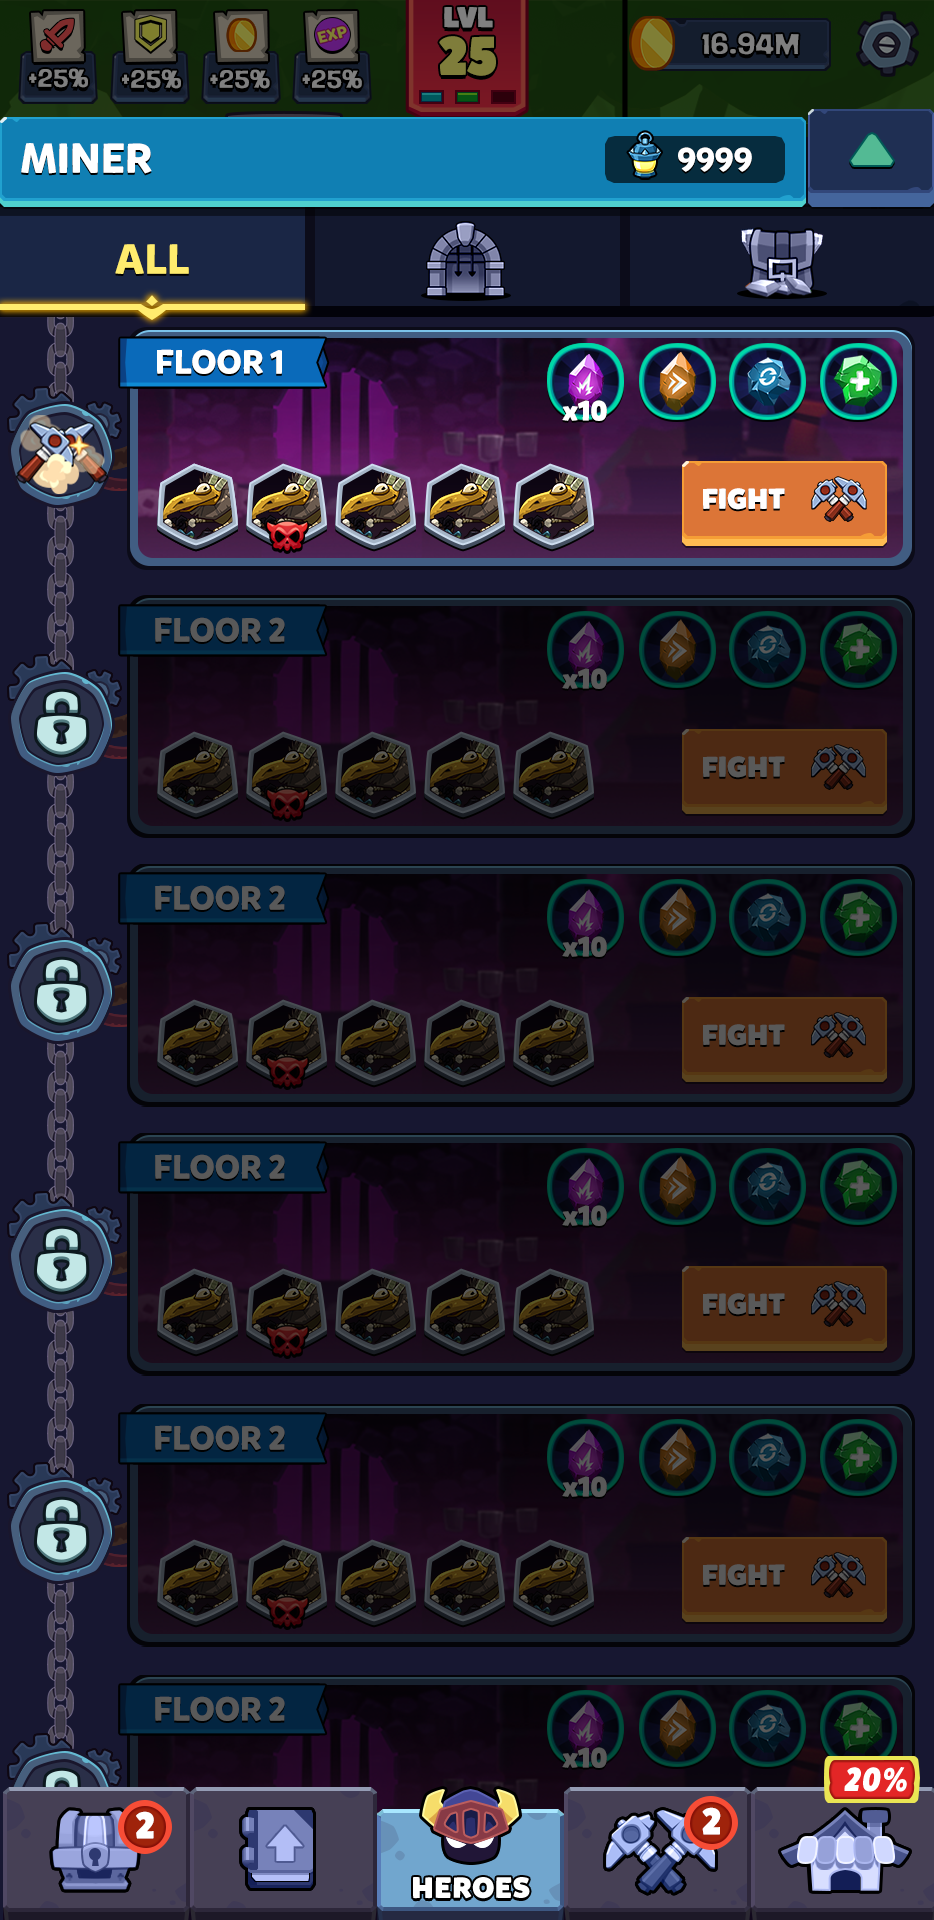 LVL
25
EXP
+25%
+25%
+25%
+25%
16.94M
MINER
9999
ALL
FLOOR 1
x10
FIGHT
FLOOR 2
x10
FIGHT
FLOOR 2
x10
FIGHT
FLOOR 2
x10
FIGHT
FLOOR 2
x10
FIGHT
FLOOR 2
x10
20%
2
2
HEROES